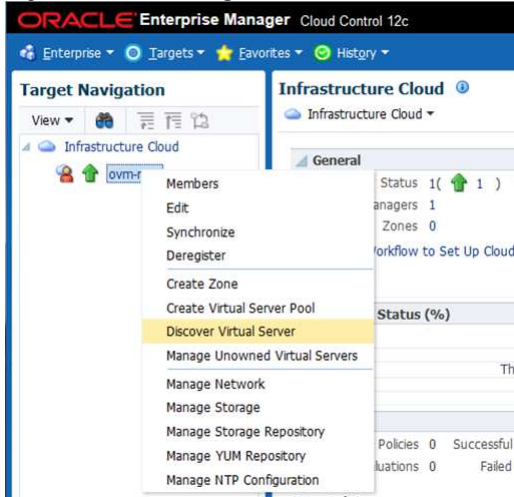 ORACLE Enterprise Manager Cloud Control 12c
Enterprise Targets Favorites History
Target Navigation
View
Infrastructure Cloud
ovm-
Members
Edit
Synchronize
Deregister
Create Zone
Create Virtual Server Pool
Discover Virtual Server
Manage Unowned Virtual Servers
Manage Network
Manage Storage
Manage Storage Repository
Manage YUM Repository
Manage NTP Configuration
Infrastructure Cloud
Infrastructure Cloud
General
Status 1( 1 )
anagers 1
Zones 0
orkflow to Set Up Cloud
Status (%)
Th
Policies 0 Successful
luations 0 Failed